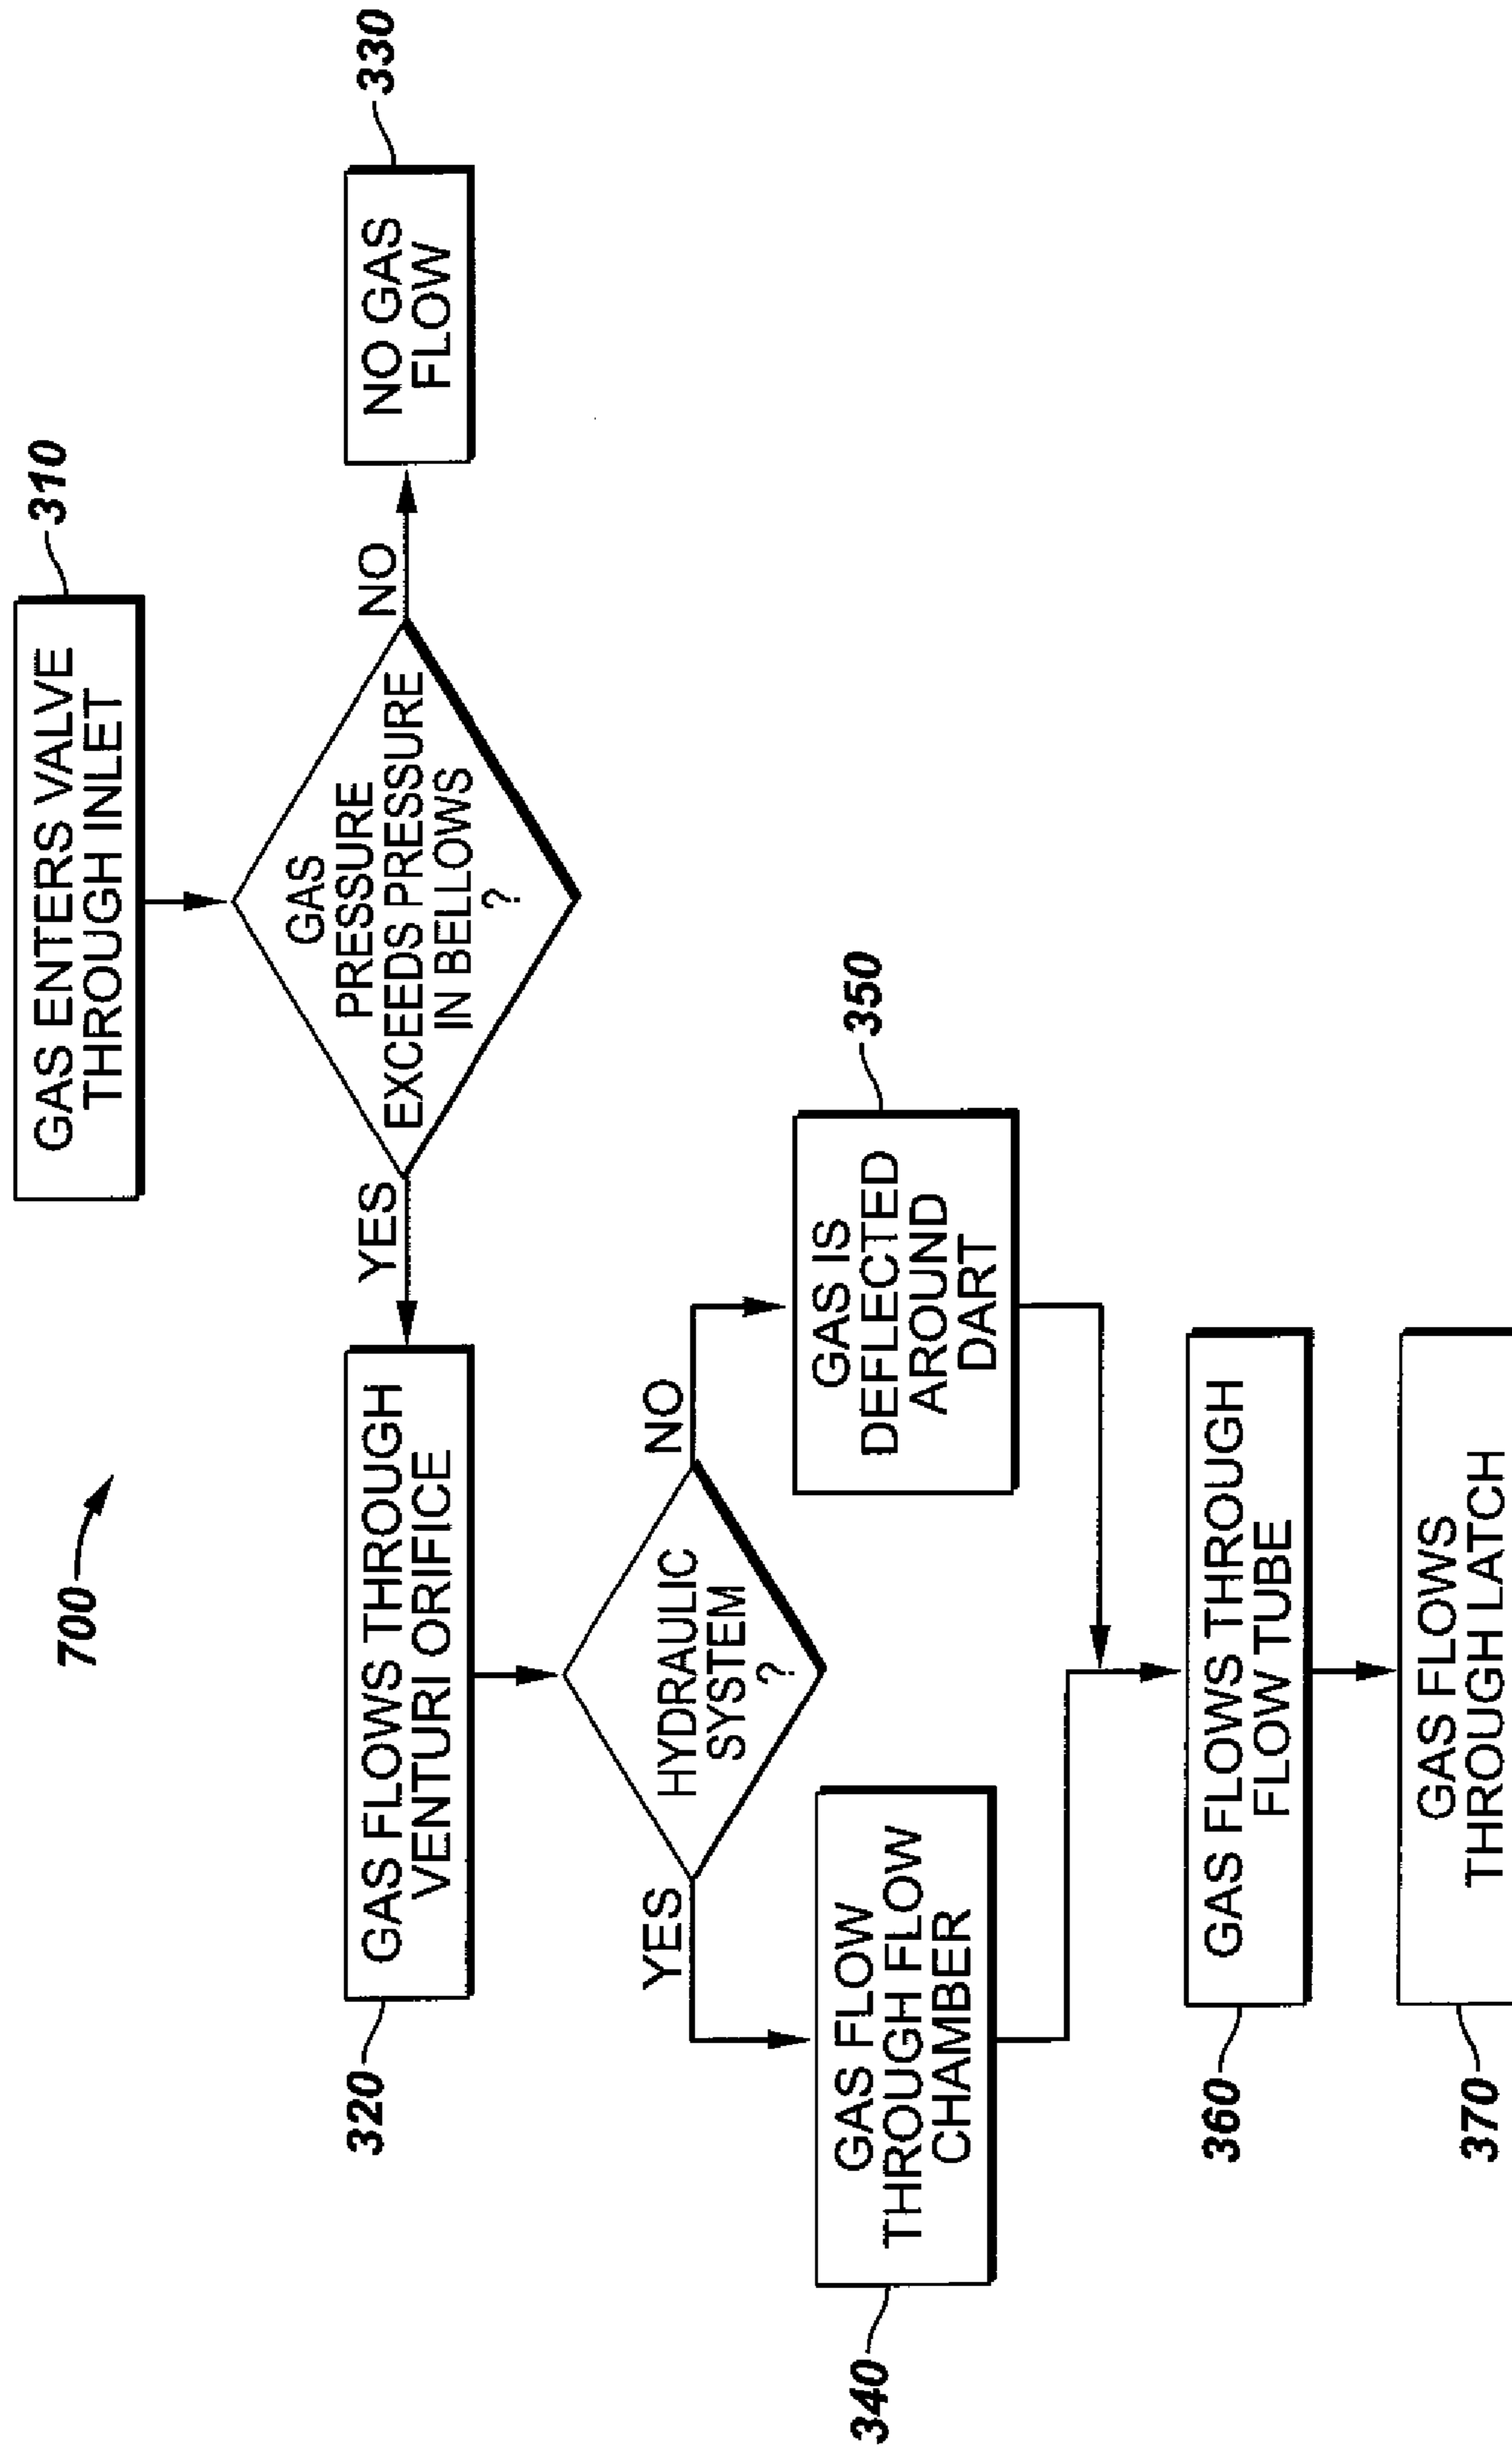 700
310
GAS ENTERS VALVE
THROUGH INLET
GAS
PRESSURE
EXCEEDS PRESSURE
IN BELLOWS
?
YES
NO
320
GAS FLOWS THROUGH
VENTURI ORIFICE
NO GAS
FLOW
330
HYDRAULIC
SYSTEM
?
YES
NO
340
GAS FLOW
THROUGH FLOW
CHAMBER
GAS IS
DEFLECTED
AROUND
DART
350
360
GAS FLOWS THROUGH
FLOW TUBE
370
GAS FLOWS
THROUGH LATCH